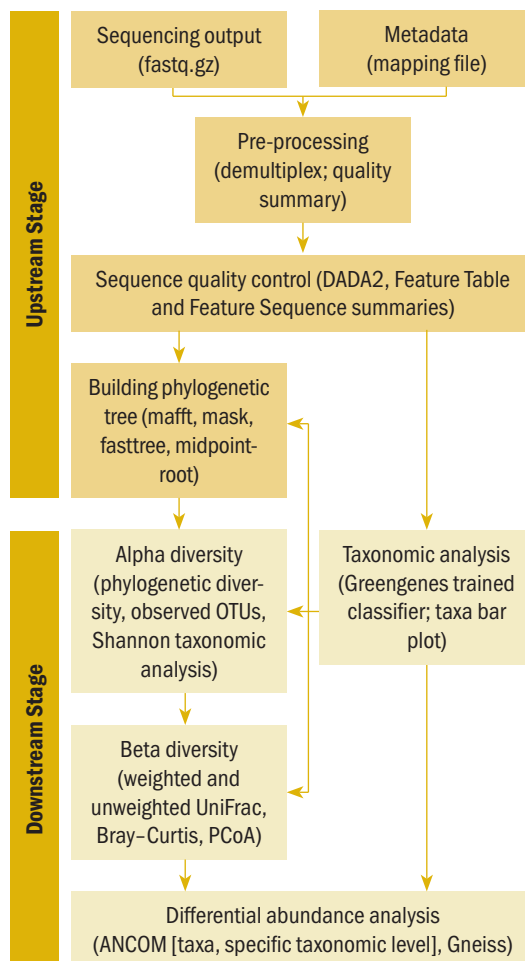 Sequencing output
(fastq.gz)
Metadata
(mapping file)
Pre-processing
(demultiplex; quality
summary)
Upstream Stage
Sequence quality control (DADA2, Feature Table
and Feature Sequence summaries)
Building phylogenetic
tree (mafft, mask,
fasttree, midpoint-
root)
Downstream Stage
Alpha diversity
(phylogenetic diver-
sity, observed OTUs,
Shannon taxonomic
analysis)
Taxonomic analysis
(Greengenes trained
classifier; taxa bar
plot)
Beta diversity
(weighted and
unweighted UniFrac,
Bray–Curtis, PCoA)
Differential abundance analysis
(ANCOM [taxa, specific taxonomic level], Gneiss)